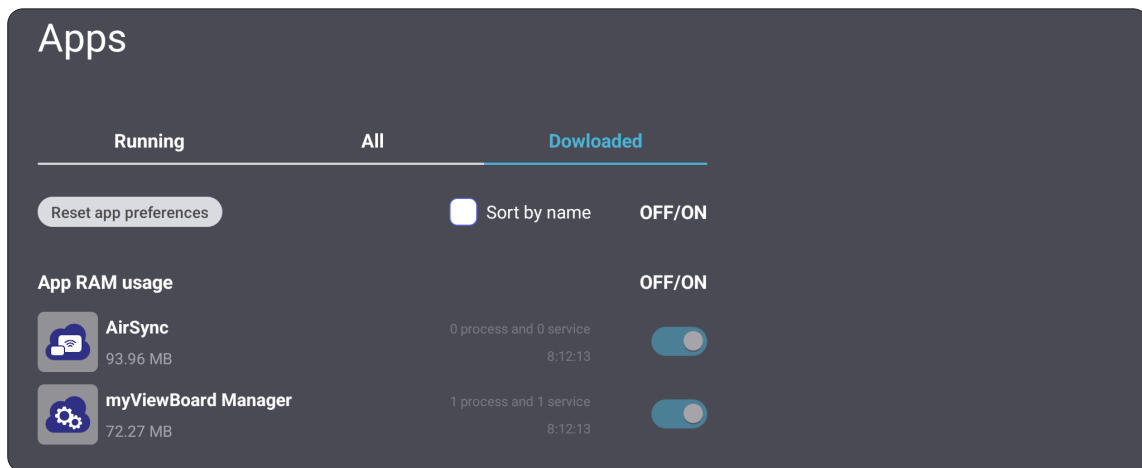 Apps
Running All Dowloaded
Reset app preferences Sort by name OFF/ON
App RAM usage OFF/ON
AirSync 0 process and 0 service
93.96 MB 8:12:13
myViewBoard Manager 1 process and 1 service
72.27 MB 8:12:13